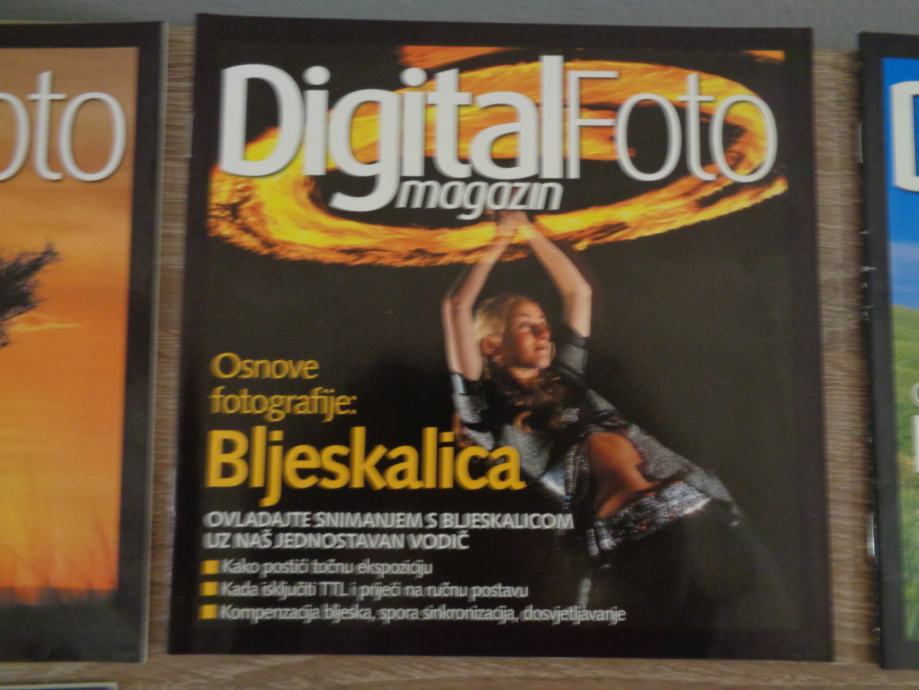 DigitalFoto
magazin
Osnove
fotografije:
Bljeskalica
OVLADAJTE SNIMANJEM S BLJESKALICOM
UZ NAŠ JEDNOSTAVAN VODIČ
Kako postići točnu ekspoziciju
Kada isključiti TTL i prijeći na ručnu postavu
Kompenzacija bljeska, spora sinkronizacija, dosvjetljavanje
oto
D